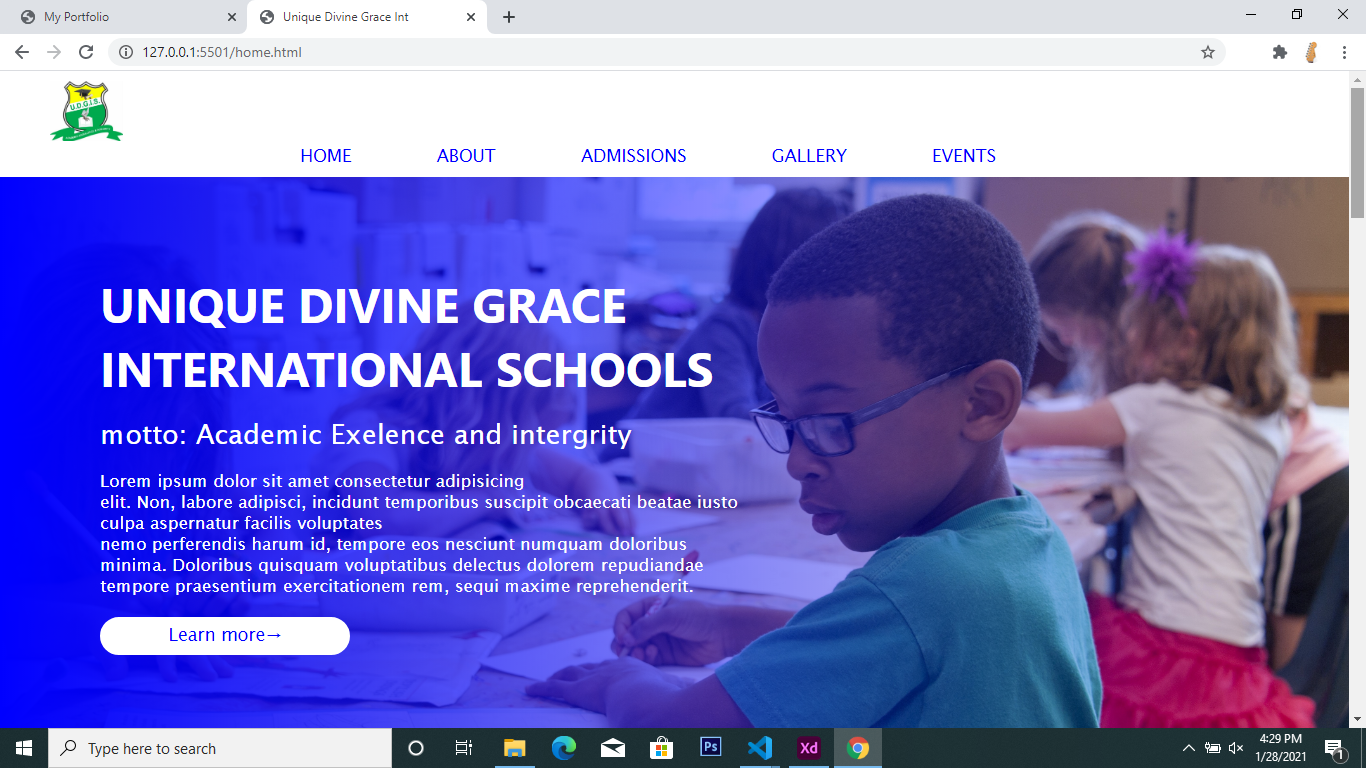 My Portfolio
Unique Divine Grace Int
127.0.0.1:5501/home.html
U.D.G.I.S.
HOME ABOUT ADMISSIONS GALLERY EVENTS
UNIQUE DIVINE GRACE
INTERNATIONAL SCHOOLS
motto: Academic Exelence and intergrity
Lorem ipsum dolor sit amet consectetur adipisicing
elit. Non, labore adipisci, incidunt temporibus suscipit obcaecati beatae iusto
culpa aspernatur facilis voluptates
nemo perferendis harum id, tempore eos nesciunt numquam doloribus
minima. Doloribus quisquam voluptatibus delectus dolorem repudiandae
tempore praesentium exercitationem rem, sequi maxime reprehenderit.
Learn more→
Type here to search
Ps
Xd
4:29 PM
1/28/2021
1